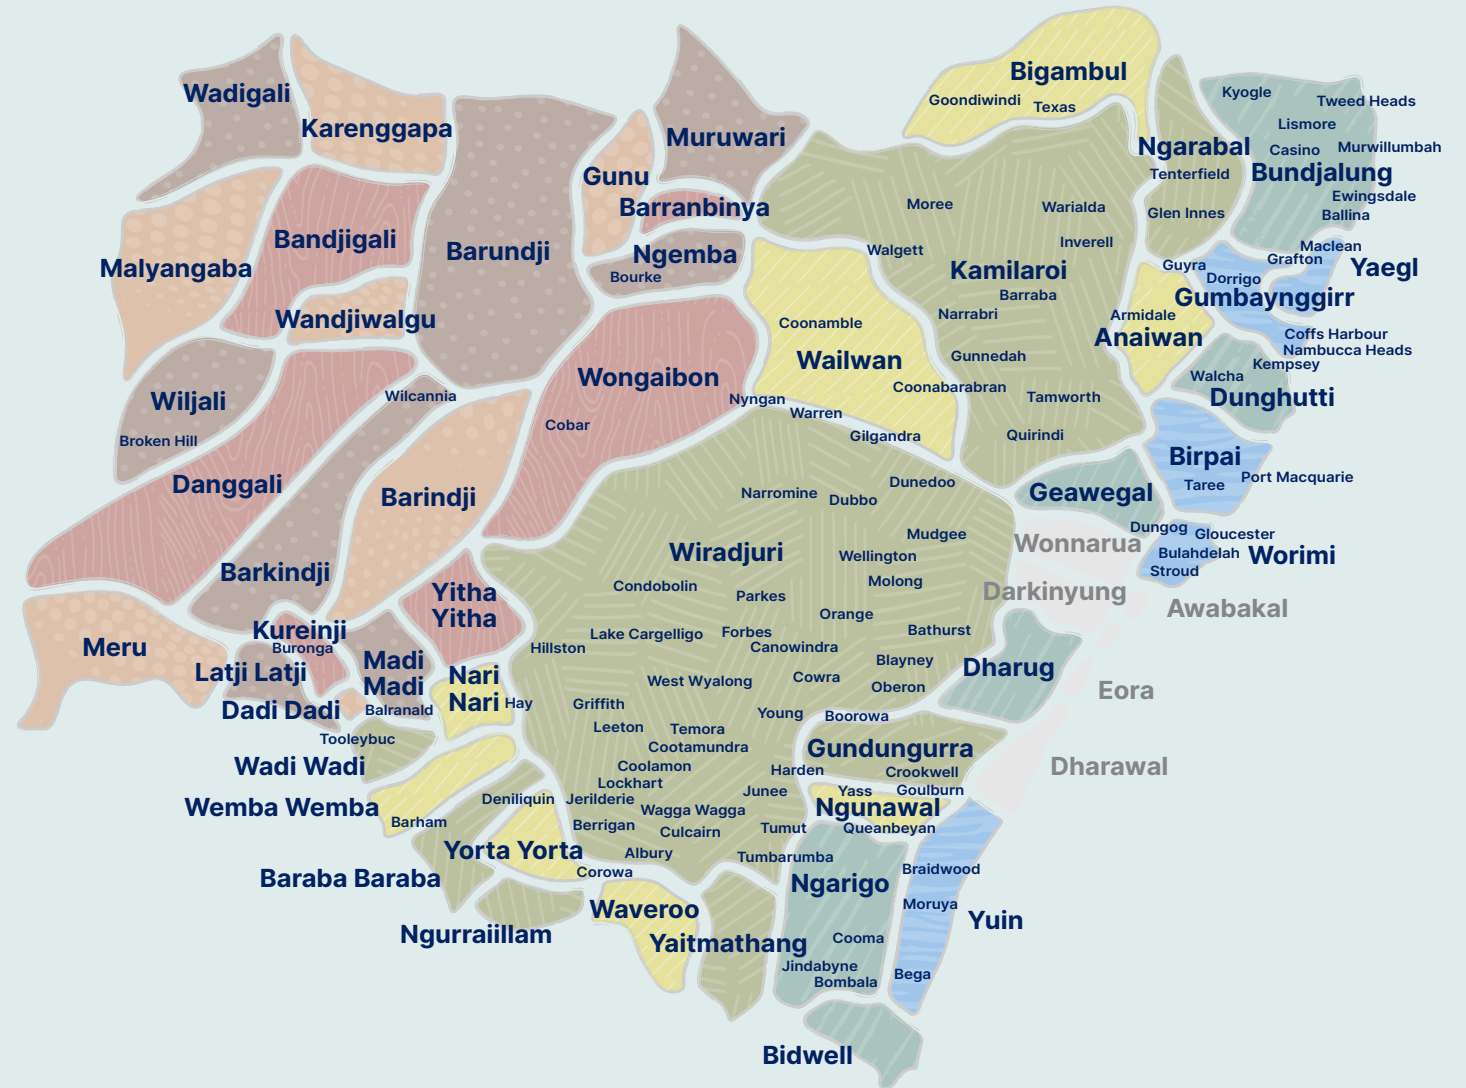 Bigambul
Goondiwindi
Texas
Wadigali
Karenggapa
Muruwari
Kyogle
Tweed Heads
Lismore
Ngarabal
Casino
Murwillumbah
Bundjalung
Tenterfield
Gunu
Barranbinya
Ewingsdale
Ballina
Moree
Warialda
Glen Innes
Bandjigali
Barundji
Ngemba
Bourke
Walgett
Inverell
Maclean
Grafton
Yaegl
Malyangaba
Kamilaroi
Guyra
Dorrigo
Gumbaynggirr
Barraba
Wandjiwalgu
Coonamble
Narrabri
Armidale
Anaiwan
Coffs Harbour
Nambucca Heads
Wailwan
Gunnedah
Kempsey
Wongaibon
Walcha
Dunghutti
Wiljali
Wilcannia
Nyngan
Coonabarabran
Tamworth
Warren
Cobar
Gilgandra
Quirindi
Broken Hill
Birpai
Port Macquarie
Taree
Danggali
Barindji
Narromine
Dubbo
Dunedoo
Geawegal
Dungog
Gloucester
Mudgee
Wonnarua
Wiradjuri
Wellington
Bulahdelah
Worimi
Stroud
Barkindji
Condobolin
Molong
Parkes
Darkinyung
Awabakal
Yitha
Yitha
Orange
Kureinji
Buronga
Lake Cargelligo
Forbes
Bathurst
Canowindra
Hillston
Meru
Madi
Madi
Latji Latji
Blayney
Dharug
Nari
Nari
Hay
West Wyalong
Cowra
Oberon
Eora
Dadi Dadi
Balranald
Griffith
Young
Boorowa
Leeton
Temora
Tooleybuc
Cootamundra
Gundungurra
Wadi Wadi
Coolamon
Harden
Crookwell
Dharawal
Lockhart
Junee
Yass
Goulburn
Wemba Wemba
Deniliquin
Jerilderie
Wagga Wagga
Ngunawal
Barham
Berrigan
Culcairn
Tumut
Queanbeyan
Yorta Yorta
Albury
Tumbarumba
Corowa
Braidwood
Baraba Baraba
Ngarigo
Waveroo
Moruya
Yuin
Ngurraiillam
Yaitmathang
Cooma
Jindabyne
Bombala
Bega
Bidwell